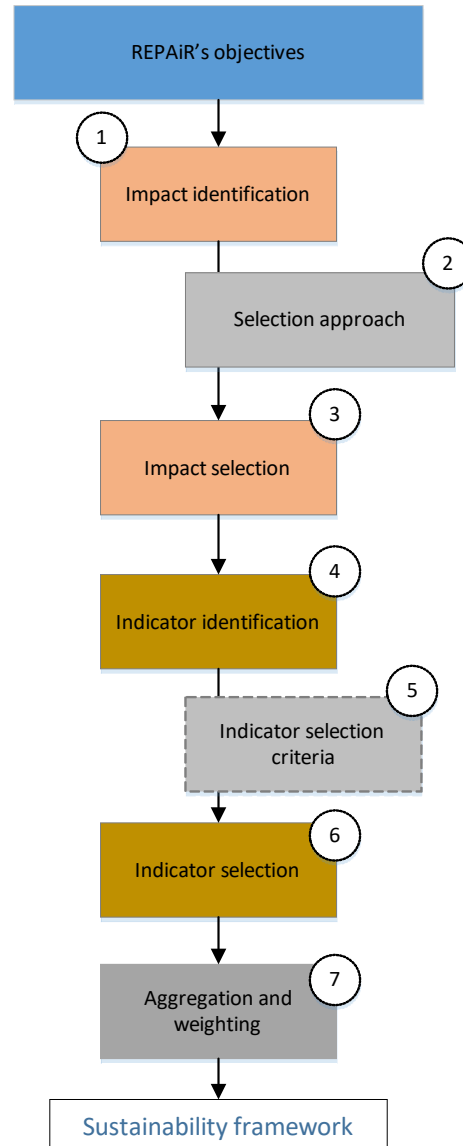 REPAiR’s objectives
1
Impact identification
2
Selection approach
3
Impact selection
4
Indicator identification
5
Indicator selection
criteria
6
Indicator selection
7
Aggregation and
weighting
Sustainability framework